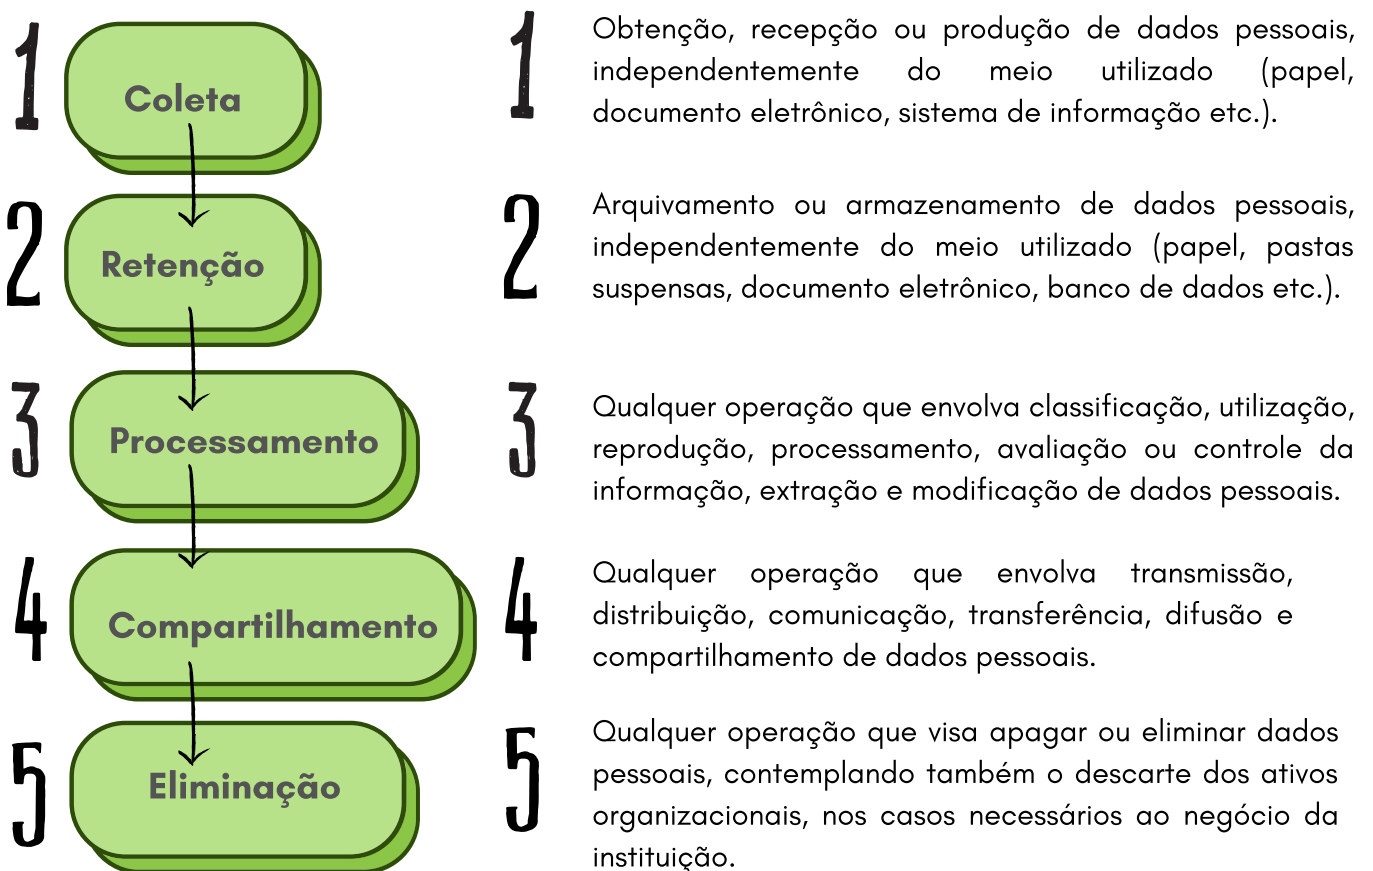 1
Coleta
2
Retenção
3
Processamento
4
Compartilhamento
5
Eliminação
1
Obtenção, recepção ou produção de dados pessoais,
independentemente do meio utilizado (papel,
documento eletrônico, sistema de informação etc.).
2
Arquivamento ou armazenamento de dados pessoais,
independentemente do meio utilizado (papel, pastas
suspensas, documento eletrônico, banco de dados etc.).
3
Qualquer operação que envolva classificação, utilização,
reprodução, processamento, avaliação ou controle da
informação, extração e modificação de dados pessoais.
4
Qualquer operação que envolva transmissão,
distribuição, comunicação, transferência, difusão e
compartilhamento de dados pessoais.
5
Qualquer operação que visa apagar ou eliminar dados
pessoais, contemplando também o descarte dos ativos
organizacionais, nos casos necessários ao negócio da
instituição.